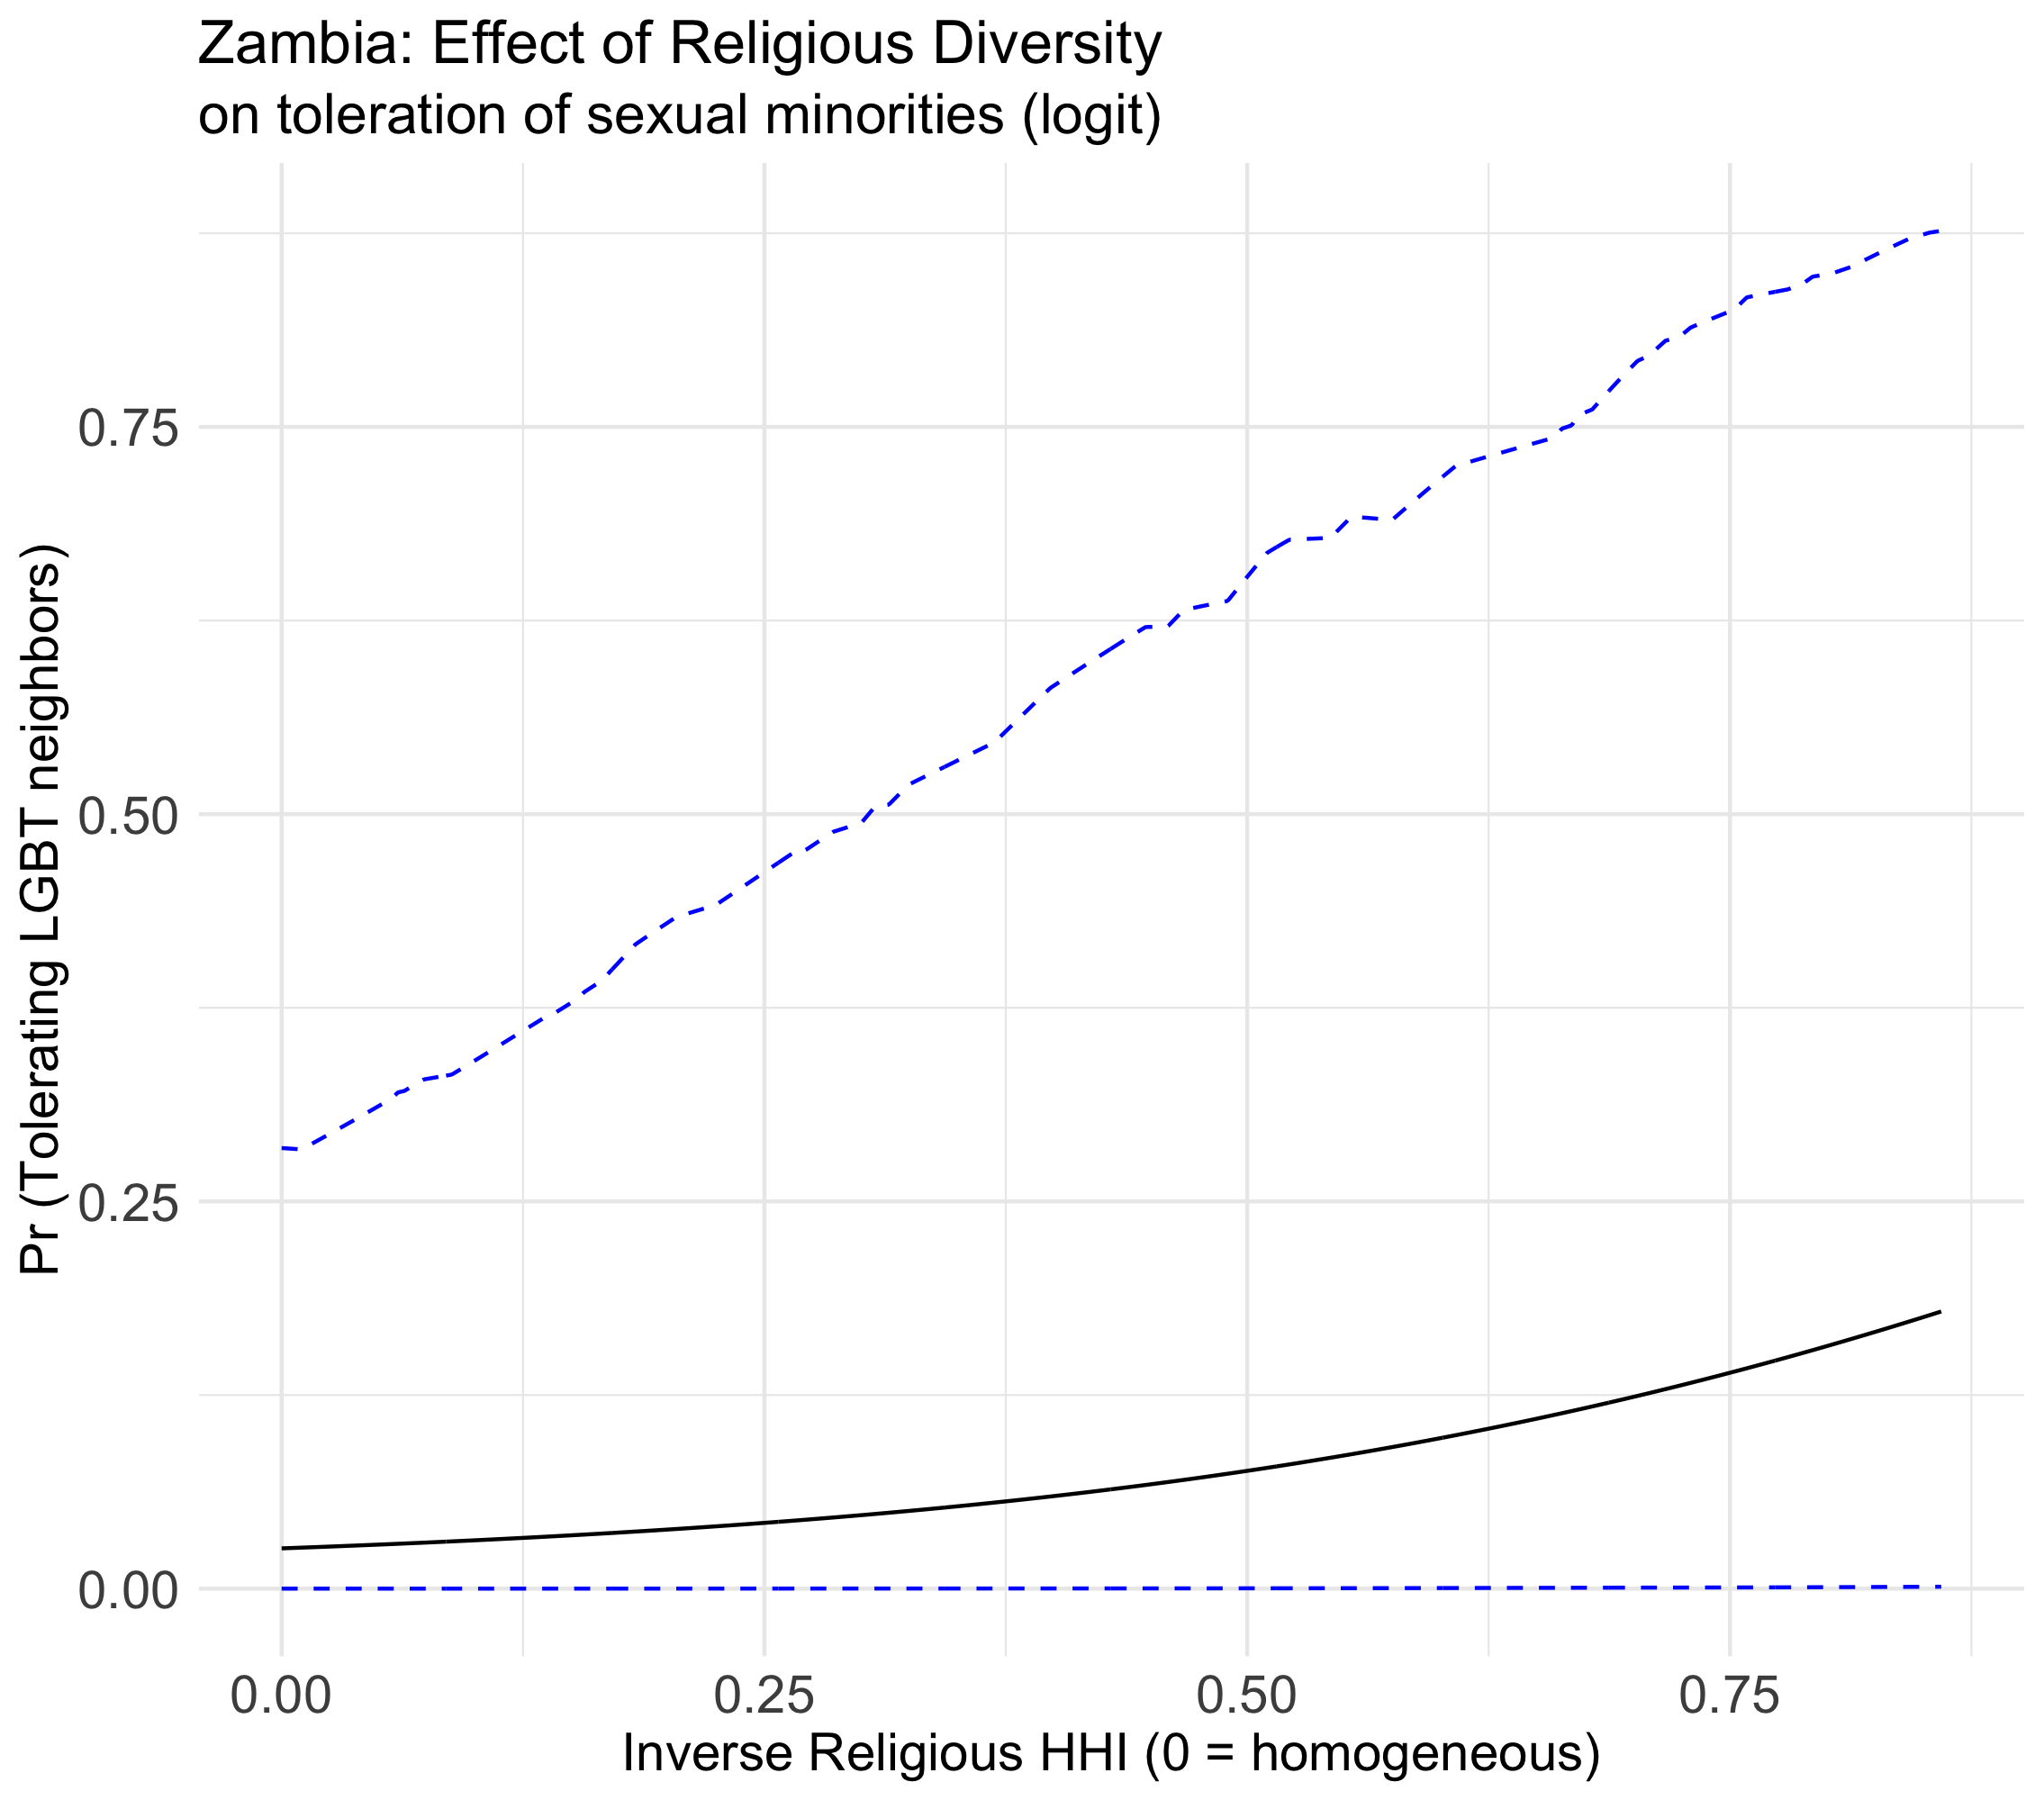 Zambia: Effect of Religious Diversity
on toleration of sexual minorities (logit)
Pr (Tolerating LGBT neighbors)
0.75
0.50
0.25
0.00
0.00
0.25
0.50
0.75
Inverse Religious HHI (0 = homogeneous)